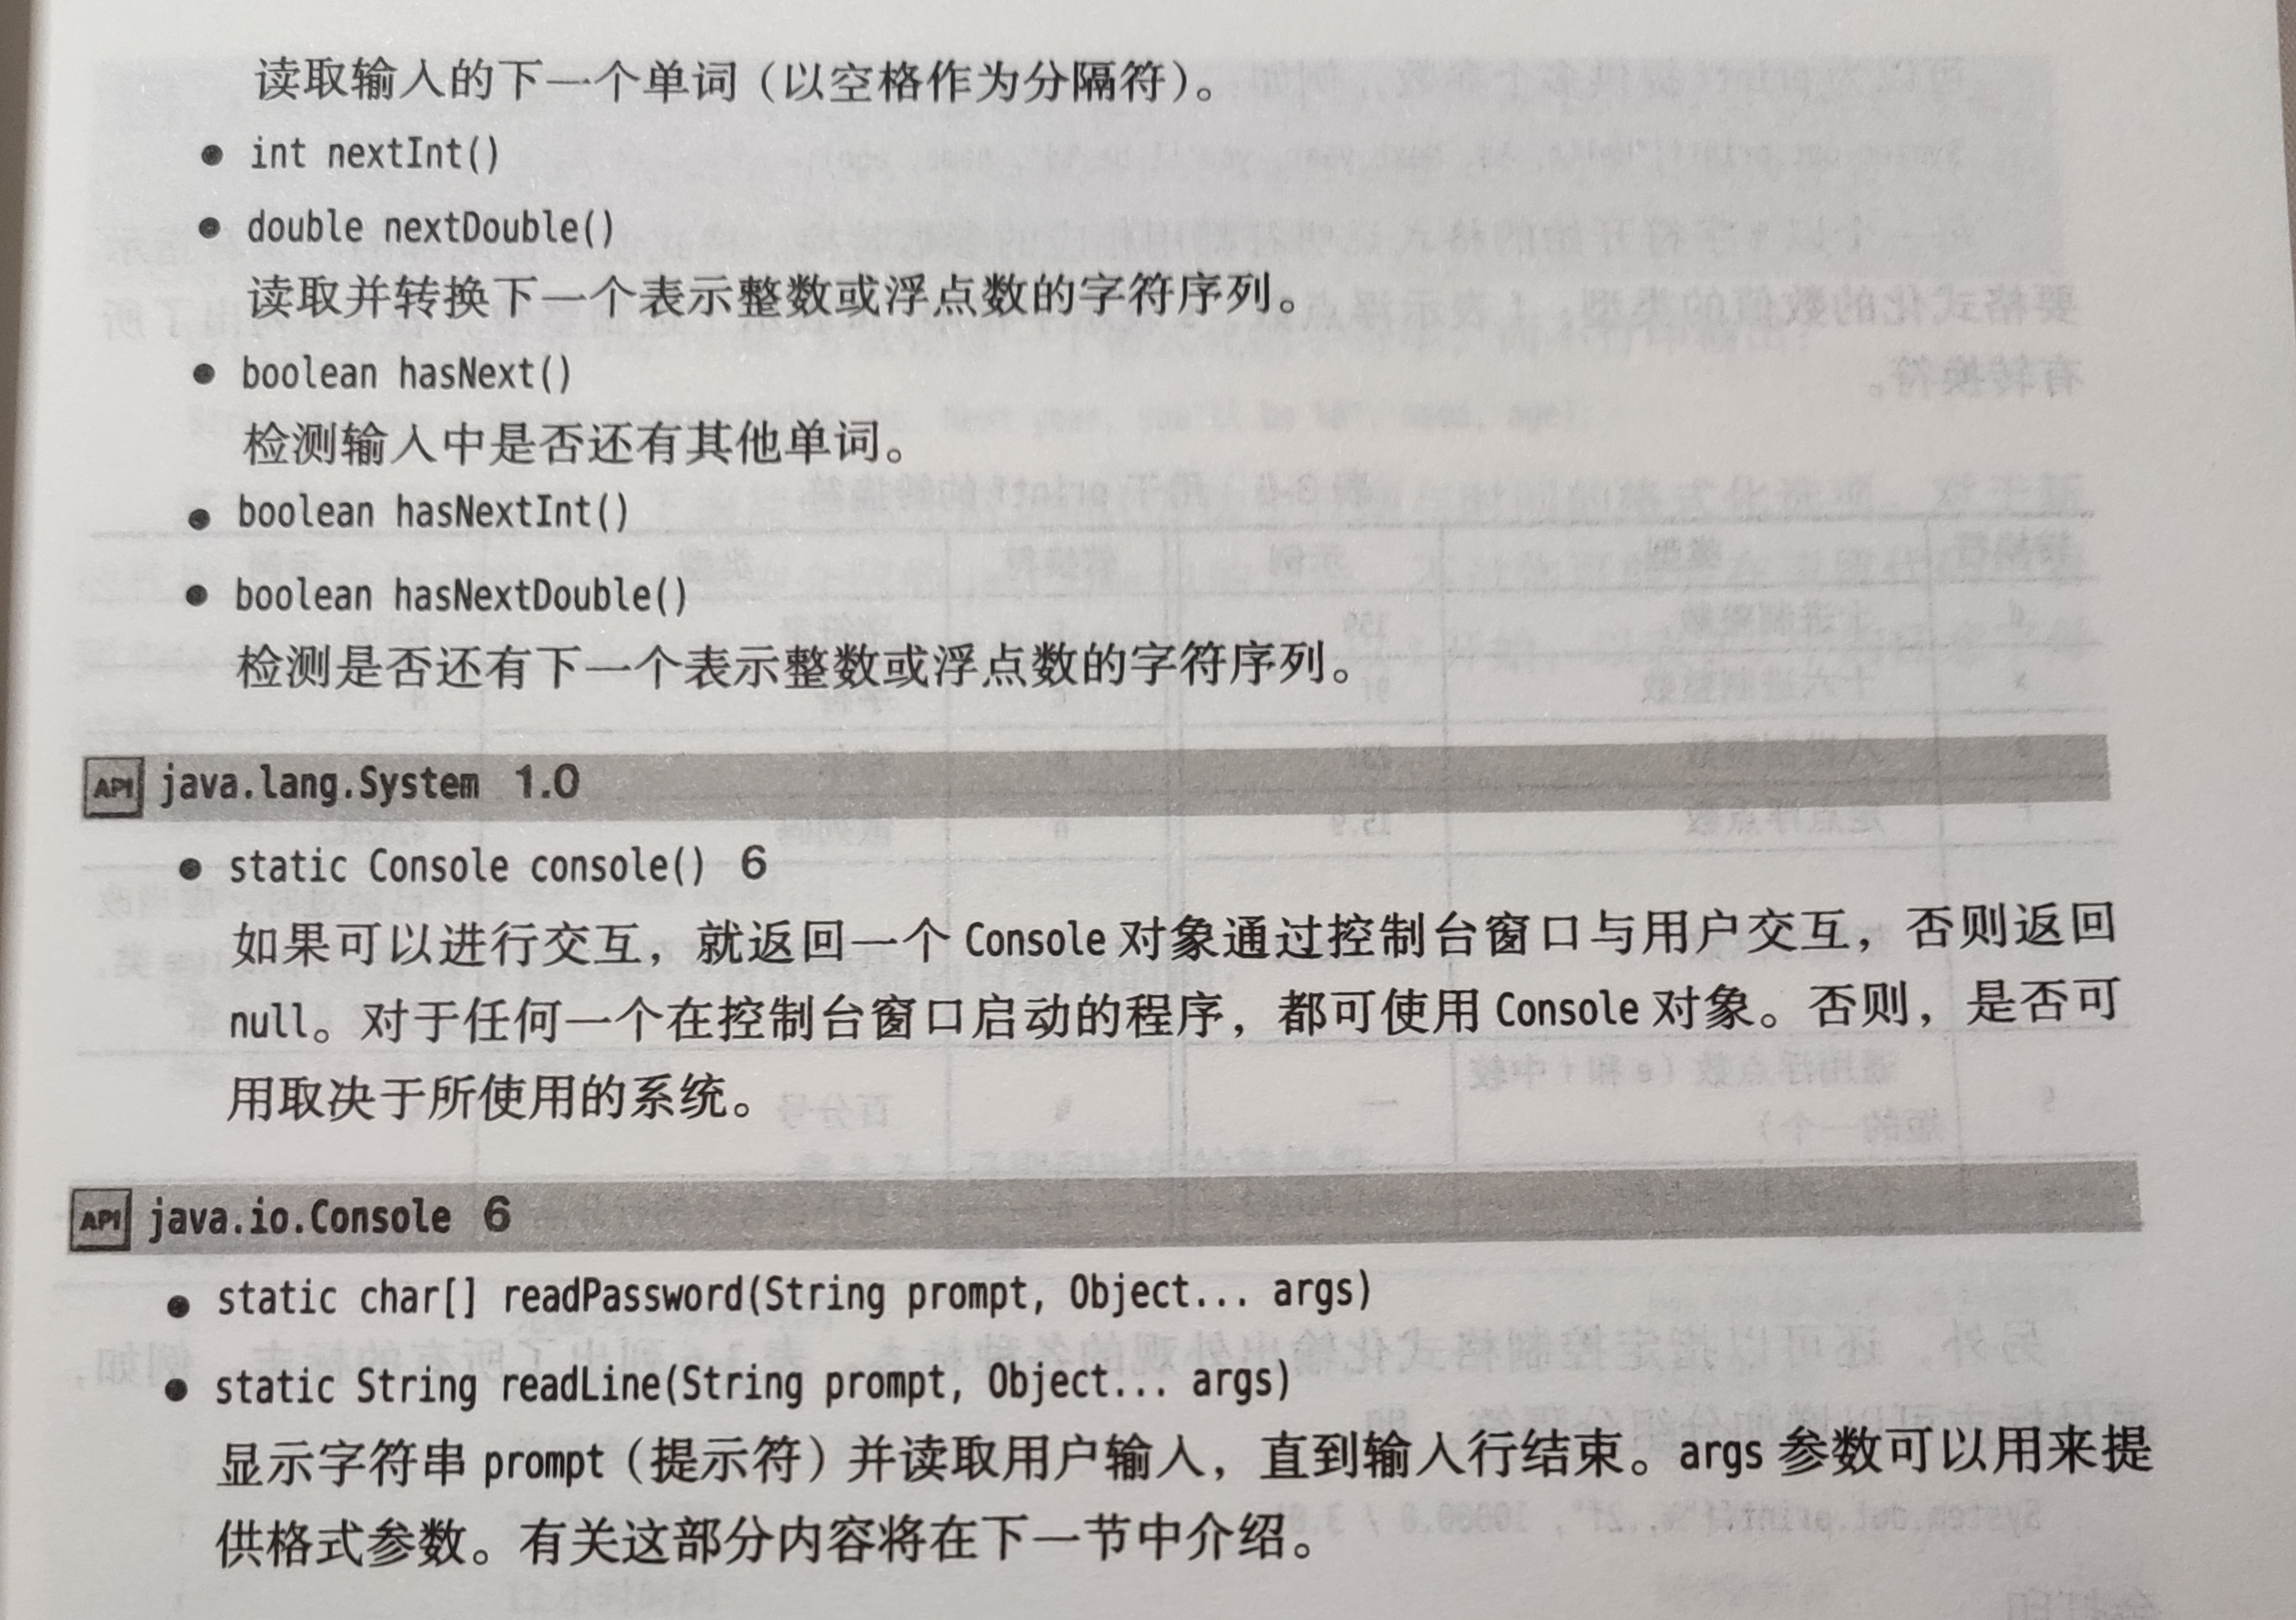 读取输入的下一个单词（以空格作为分隔符）。
● int nextInt()
● double nextDouble()
读取并转换下一个表示整数或浮点数的字符序列。
● boolean hasNext()
检测输入中是否还有其他单词。
● boolean hasNextInt()
● boolean hasNextDouble()
检测是否还有下一个表示整数或浮点数的字符序列。
API java.lang.System 1.0
● static Console console() 6
如果可以进行交互，就返回一个 Console 对象通过控制台窗口与用户交互，否则返回
null。对于任何一个在控制台窗口启动的程序，都可使用 Console 对象。否则，是否可
用取决于所使用的系统。
API java.io.Console 6
● static char[] readPassword(String prompt, Object... args)
● static String readLine(String prompt, Object... args)
显示字符串 prompt（提示符）并读取用户输入，直到输入行结束。args 参数可以用来提
供格式参数。有关这部分内容将在下一节中介绍。